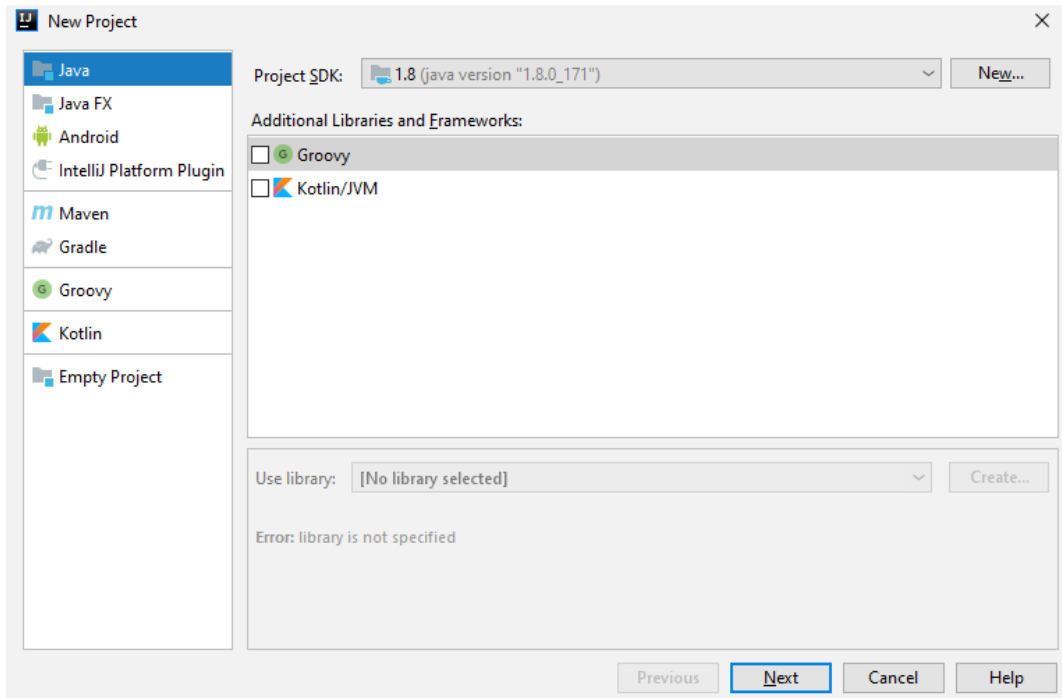 New Project
Java
Java FX
Android
IntelliJ Platform Plugin
Maven
Gradle
Groovy
Kotlin
Empty Project
Project SDK: 1.8 (java version "1.8.0_171") New...
Additional Libraries and Frameworks:
Groovy
Kotlin/JVM
Use library: [No library selected] Create...
Error: library is not specified
Previous Next Cancel Help